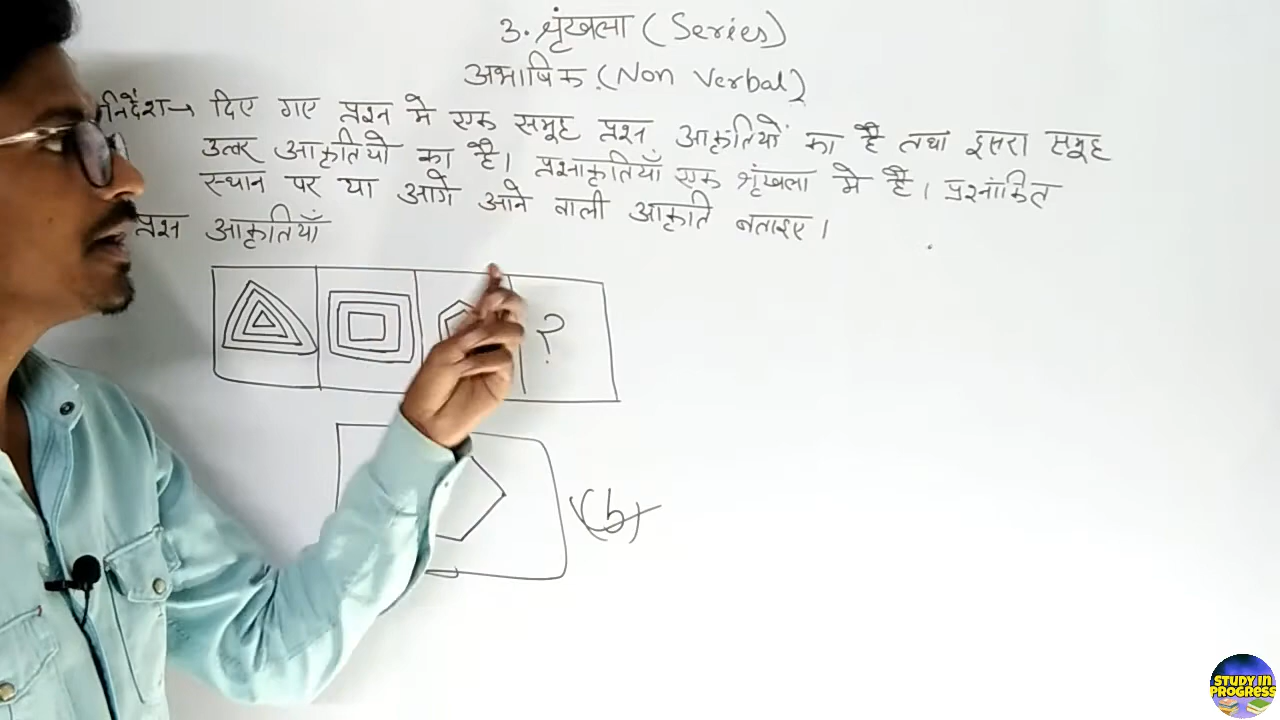 3. श्रृंखला (Series)
अभाषिक (Non Verbal)
निर्देश→ दिए गए प्रश्न मे एक समूह प्रश्न आकृतियों का है तथा दुसरा समूह
उत्तर आकृतियो का है। प्रश्नाकृतियाँ एक श्रृंखला मे है। प्रश्नांकित
स्थान पर या आगे आने वाली आकृति बताइए।
प्रश्न आकृतियाँ
?
(b)
STUDY IN
PROGRESS